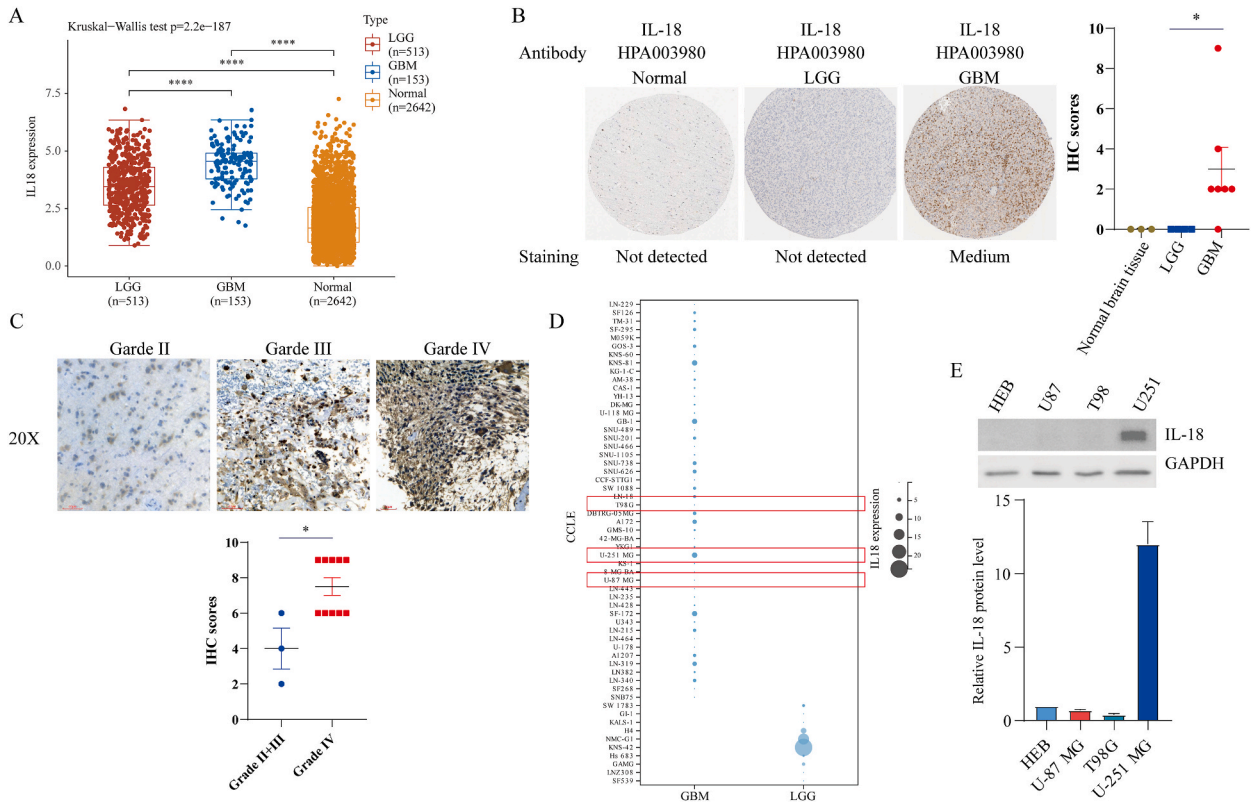 A
Kruskal−Wallis test p=2.2e−187
Type
LGG
(n=513)
GBM
(n=153)
Normal
(n=2642)
****
****
****
IL18 expression
7.5
5.0
2.5
0.0
LGG
(n=513)
GBM
(n=153)
Normal
(n=2642)
B
Antibody
IL-18
HPA003980
Normal
IL-18
HPA003980
LGG
IL-18
HPA003980
GBM
Staining
Not detected
Not detected
Medium
*
IHC scores
10
8
6
4
2
0
Normal brain tissue
LGG
GBM
C
Garde II
Garde III
Garde IV
20X
*
IHC scores
10
8
6
4
2
0
Grade II+III
Grade IV
D
CCLE
LN-229
SF126
TM-31
SF-295
M059K
GOS-3
KNS-60
KNS-81
KG-1-C
AM-38
CAS-1
YH-13
DK-MG
U-118 MG
GB-1
SNU-489
SNU-201
SNU-466
SNU-1105
SNU-738
SNU-626
CCF-STTG1
SW 1088
LN-18
T98G
DBTRG-05MG
A172
GMS-10
42-MG-BA
YKG1
U-251 MG
KS-1
8-MG-BA
U-87 MG
LN-443
LN-235
LN-428
SF-172
U343
LN-215
LN-464
U-178
A1207
LN-319
LN382
LN-340
SF268
SNB75
SW 1783
GI-1
KALS-1
H4
NMC-G1
KNS-42
Hs 683
GAMG
LNZ308
SF539
GBM
LGG
IL18 expression
5
10
15
20
E
HEB
U87
T98
U251
IL-18
GAPDH
Relative IL-18 protein level
15
10
5
0
HEB
U-87 MG
T98G
U-251 MG